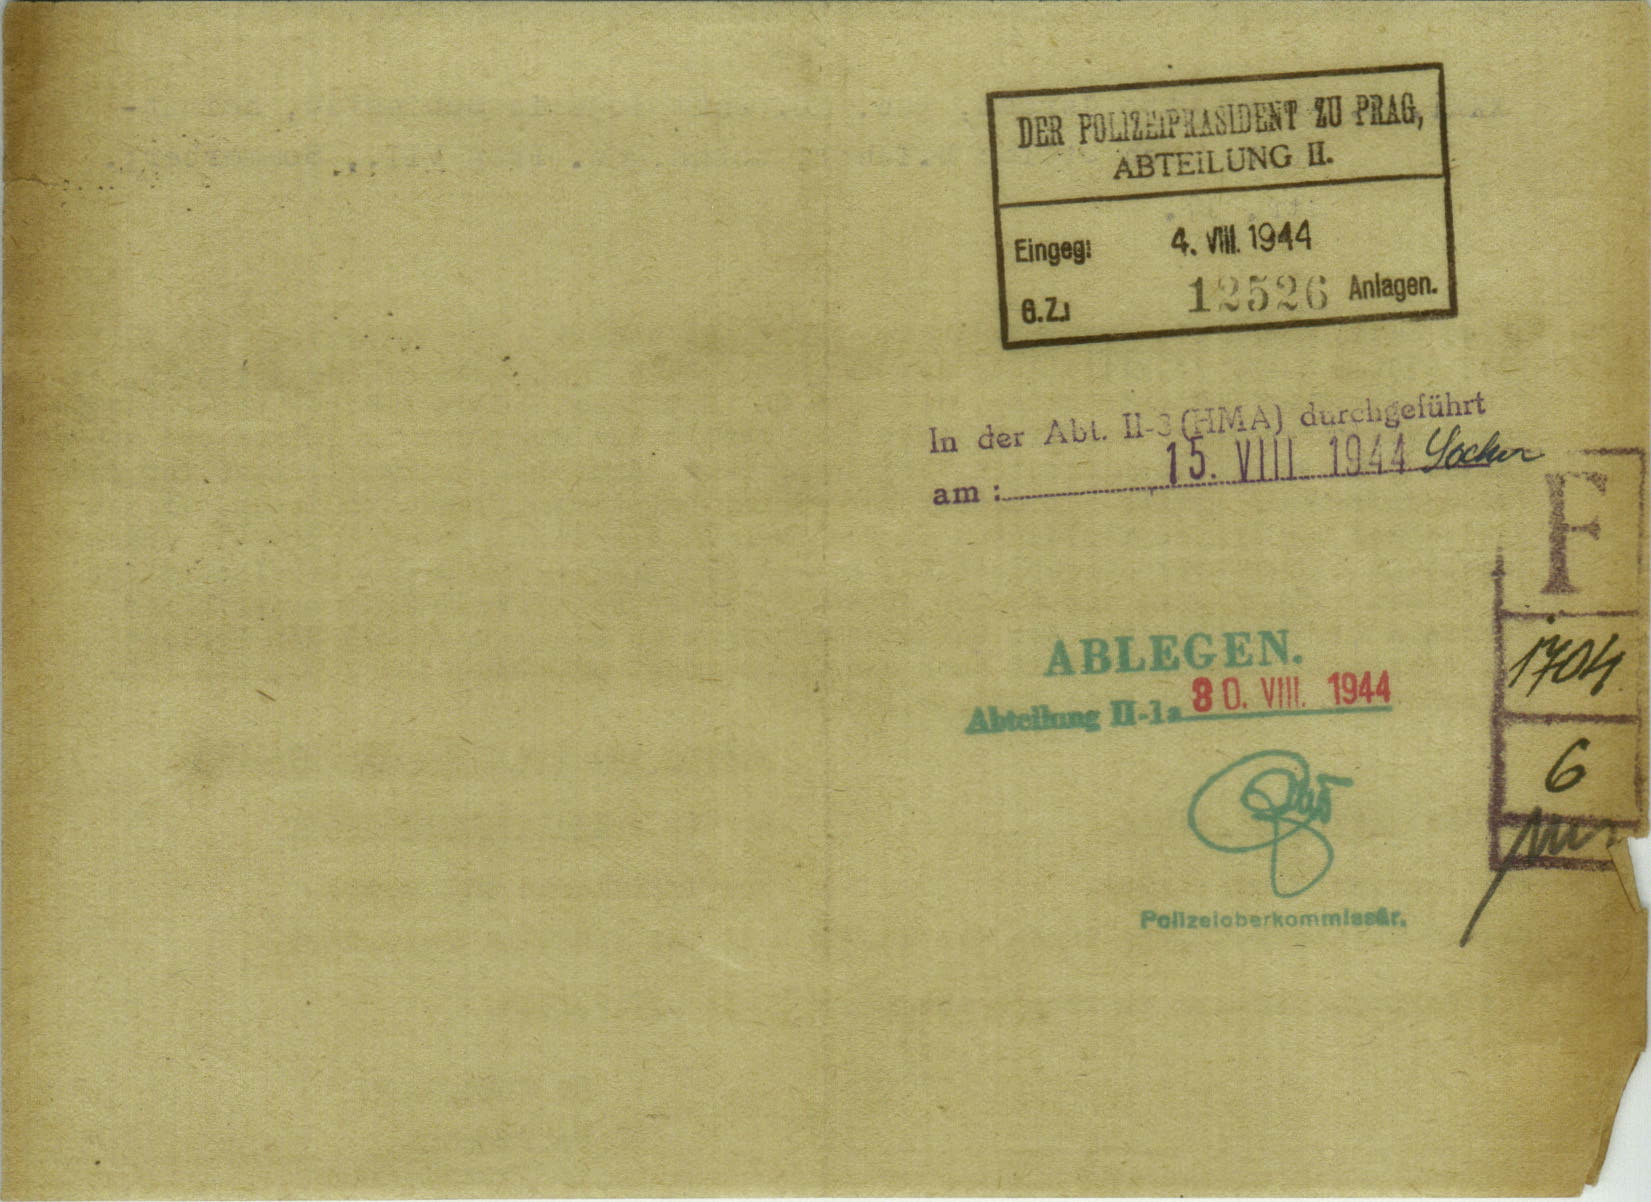 DER POLIZEIPRÄSIDENT ZU PRAG,
ABTEILUNG II.
Eingeg: 4. VIII. 1944
G.Z.: 12526 Anlagen.
In der Abt. II-3 (HMA) durchgeführt
am : 15. VIII 1944
F
1704
6
ABLEGEN.
Abteilung II-1a 30. VIII. 1944
Polizeioberkommissär.